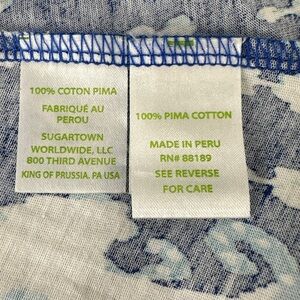 100% COTON PIMA
FABRIQUÉ AU
PEROU
SUGARTOWN
WORLDWIDE, LLC
800 THIRD AVENUE
KING OF PRUSSIA, PA USA
100% PIMA COTTON
MADE IN PERU
RN# 88189
SEE REVERSE
FOR CARE